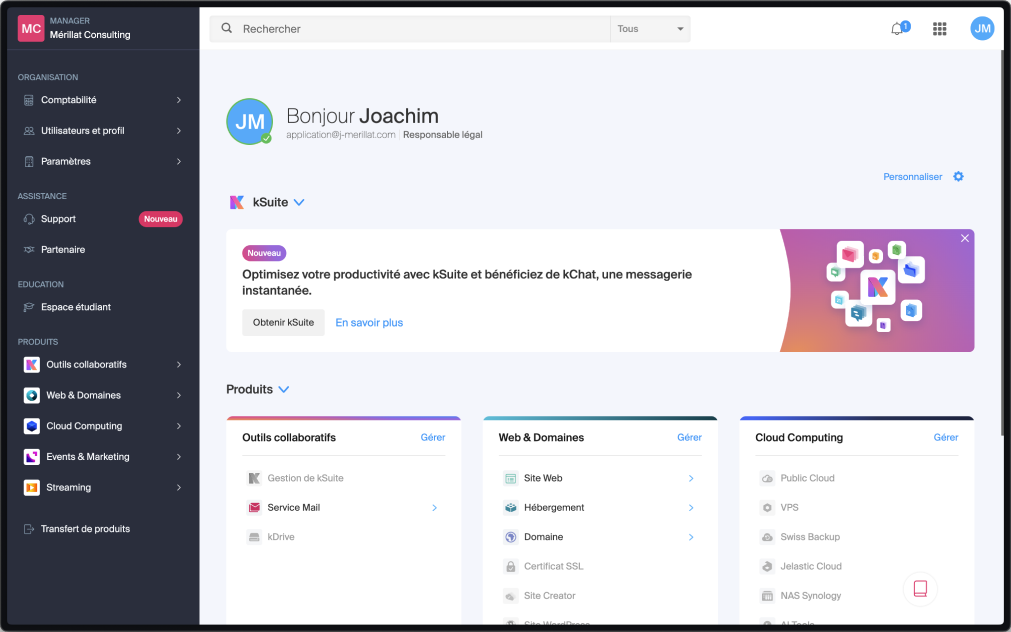 MC
MANAGER
Mérillat Consulting
Rechercher
Tous
1
JM
ORGANISATION
Comptabilité
Utilisateurs et profil
Paramètres
ASSISTANCE
Support
Nouveau
Partenaire
EDUCATION
Espace étudiant
PRODUITS
Outils collaboratifs
Web & Domaines
Cloud Computing
Events & Marketing
Streaming
Transfert de produits
JM
Bonjour Joachim
application@j-merillat.com Responsable légal
Personnaliser
kSuite
Nouveau
Optimisez votre productivité avec kSuite et bénéficiez de kChat, une messagerie
instantanée.
Obtenir kSuite
En savoir plus
Produits
Outils collaboratifs
Gérer
Gestion de kSuite
Service Mail
kDrive
Web & Domaines
Gérer
Site Web
Hébergement
Domaine
Certificat SSL
Site Creator
Site WordPress
Cloud Computing
Gérer
Public Cloud
VPS
Swiss Backup
Jelastic Cloud
NAS Synology
AI Tools